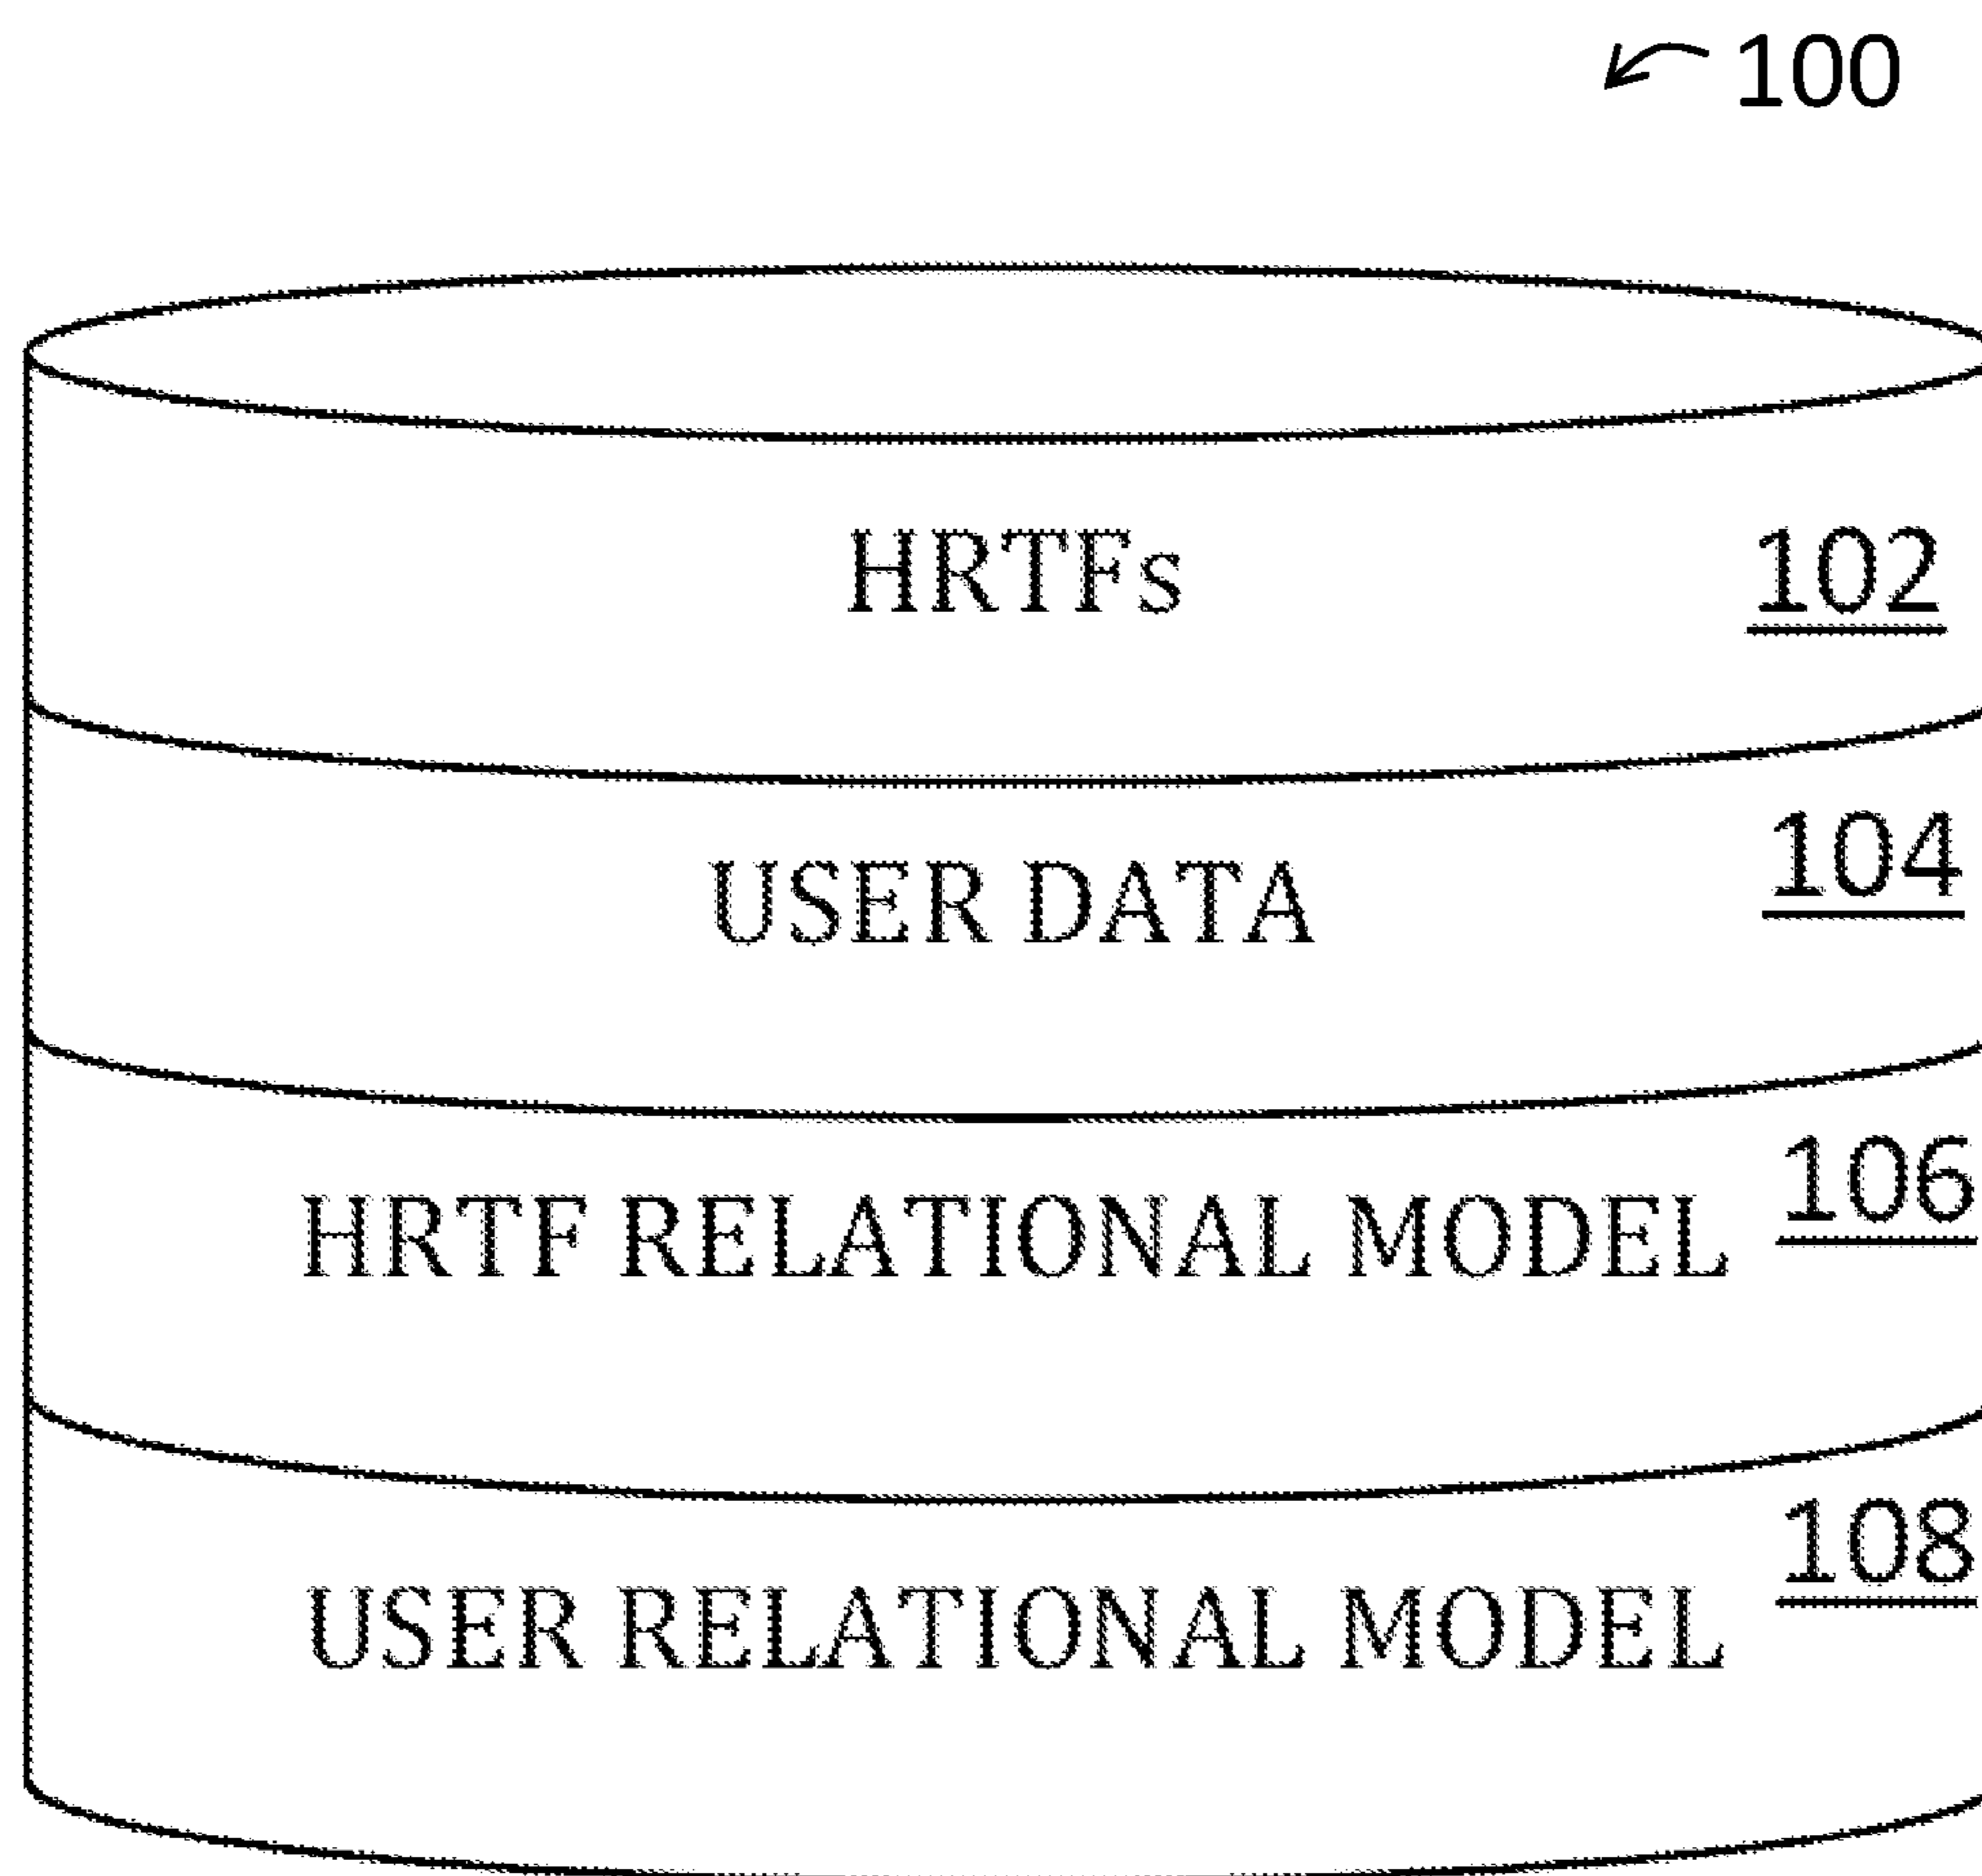 100
HRTFs 102
USER DATA 104
HRTF RELATIONAL MODEL 106
USER RELATIONAL MODEL 108